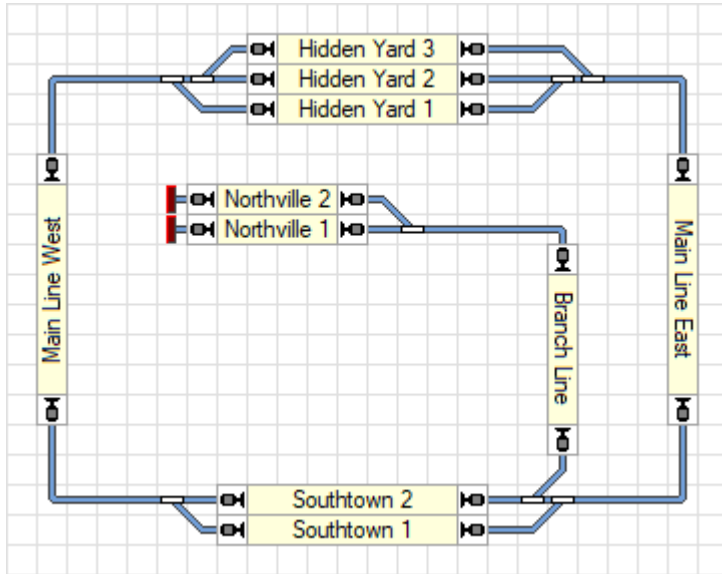 Hidden Yard 3
Hidden Yard 2
Hidden Yard 1
Northville 2
Northville 1
Main Line West
Main Line East
Branch Line
Southtown 2
Southtown 1